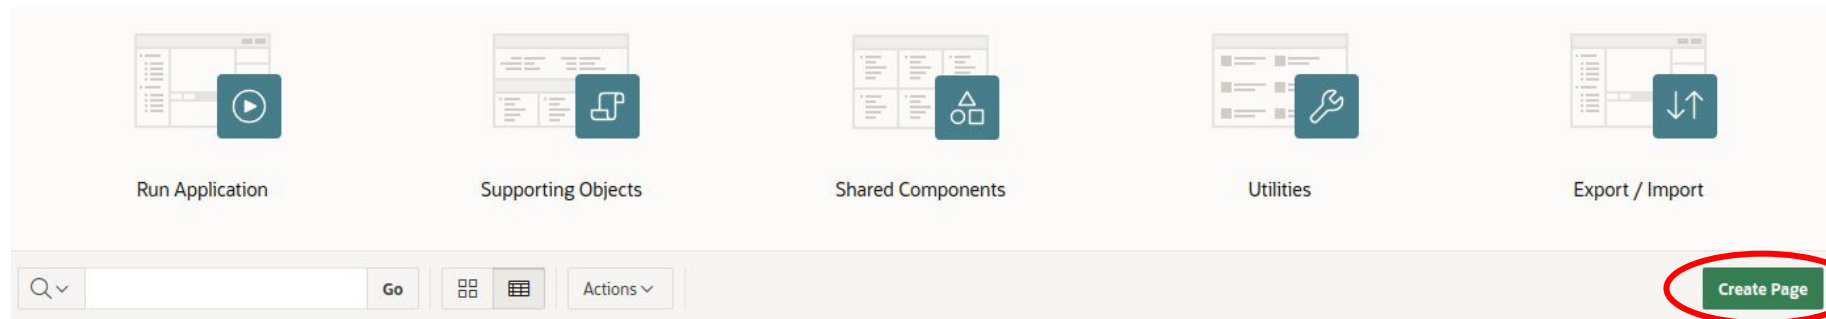 Run Application
Supporting Objects
Shared Components
Utilities
Export / Import
Go
Actions
Create Page